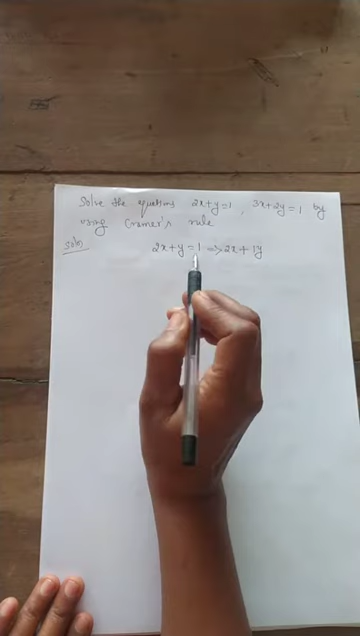 Solve the equations 2x+y=1, 3x+2y=1 by
using Cramer's rule
Soln
2x+y=1 => 2x+1y